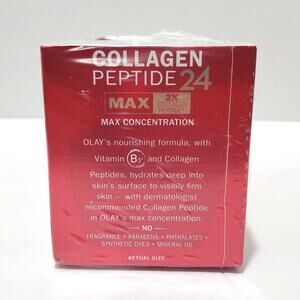 COLLAGEN
PEPTIDE 24
MAX 2X COLLAGEN PEPTIDE*
MAX CONCENTRATION
OLAY's nourishing formula, with
Vitamin B3 and Collagen
Peptides, hydrates deep into
skin's surface to visibly firm
skin – with dermatologist
recommended Collagen Peptide
in OLAY's max concentration.
NO
FRAGRANCE • PARABENS • PHTHALATES •
SYNTHETIC DYES • MINERAL OIL
ACTUAL SIZE